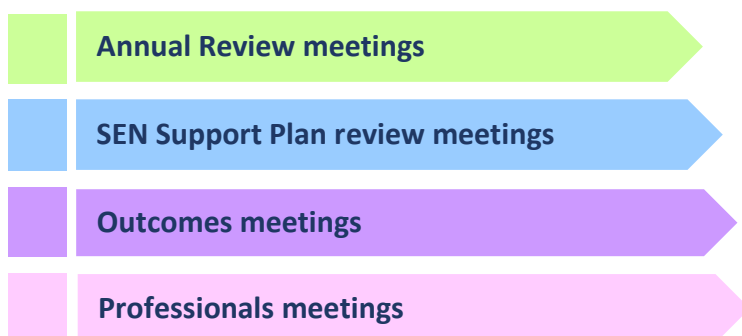 Annual Review meetings
SEN Support Plan review meetings
Outcomes meetings
Professionals meetings